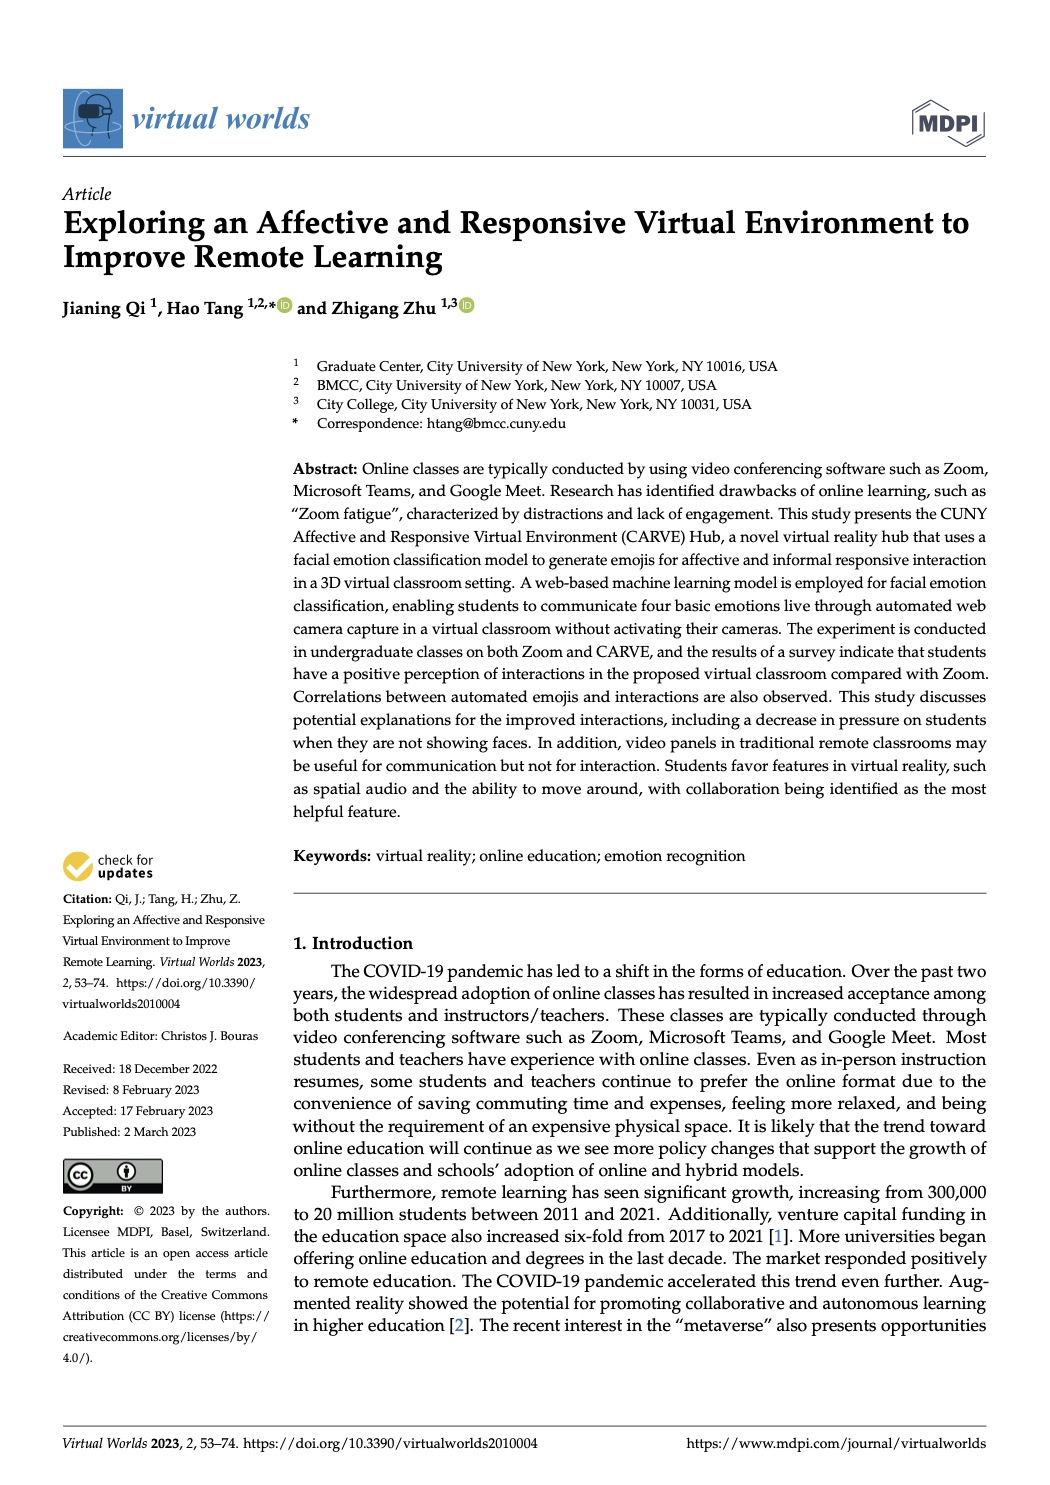 virtual worlds
MDPI
Article
Exploring an Affective and Responsive Virtual Environment to
Improve Remote Learning
Jianing Qi 1, Hao Tang 1,2,* iD and Zhigang Zhu 1,3 iD
1 Graduate Center, City University of New York, New York, NY 10016, USA
2 BMCC, City University of New York, New York, NY 10007, USA
3 City College, City University of New York, New York, NY 10031, USA
* Correspondence: htang@bmcc.cuny.edu
Abstract: Online classes are typically conducted by using video conferencing software such as Zoom,
Microsoft Teams, and Google Meet. Research has identified drawbacks of online learning, such as
“Zoom fatigue”, characterized by distractions and lack of engagement. This study presents the CUNY
Affective and Responsive Virtual Environment (CARVE) Hub, a novel virtual reality hub that uses a
facial emotion classification model to generate emojis for affective and informal responsive interaction
in a 3D virtual classroom setting. A web-based machine learning model is employed for facial emotion
classification, enabling students to communicate four basic emotions live through automated web
camera capture in a virtual classroom without activating their cameras. The experiment is conducted
in undergraduate classes on both Zoom and CARVE, and the results of a survey indicate that students
have a positive perception of interactions in the proposed virtual classroom compared with Zoom.
Correlations between automated emojis and interactions are also observed. This study discusses
potential explanations for the improved interactions, including a decrease in pressure on students
when they are not showing faces. In addition, video panels in traditional remote classrooms may
be useful for communication but not for interaction. Students favor features in virtual reality, such
as spatial audio and the ability to move around, with collaboration being identified as the most
helpful feature.
Keywords: virtual reality; online education; emotion recognition
check for
updates
Citation: Qi, J.; Tang, H.; Zhu, Z.
Exploring an Affective and Responsive
Virtual Environment to Improve
Remote Learning. Virtual Worlds 2023,
2, 53–74. https://doi.org/10.3390/
virtualworlds2010004
Academic Editor: Christos J. Bouras
Received: 18 December 2022
Revised: 8 February 2023
Accepted: 17 February 2023
Published: 2 March 2023
cc BY
Copyright: © 2023 by the authors.
Licensee MDPI, Basel, Switzerland.
This article is an open access article
distributed under the terms and
conditions of the Creative Commons
Attribution (CC BY) license (https://
creativecommons.org/licenses/by/
4.0/).
1. Introduction
The COVID-19 pandemic has led to a shift in the forms of education. Over the past two
years, the widespread adoption of online classes has resulted in increased acceptance among
both students and instructors/teachers. These classes are typically conducted through
video conferencing software such as Zoom, Microsoft Teams, and Google Meet. Most
students and teachers have experience with online classes. Even as in-person instruction
resumes, some students and teachers continue to prefer the online format due to the
convenience of saving commuting time and expenses, feeling more relaxed, and being
without the requirement of an expensive physical space. It is likely that the trend toward
online education will continue as we see more policy changes that support the growth of
online classes and schools’ adoption of online and hybrid models.
Furthermore, remote learning has seen significant growth, increasing from 300,000
to 20 million students between 2011 and 2021. Additionally, venture capital funding in
the education space also increased six-fold from 2017 to 2021 [1]. More universities began
offering online education and degrees in the last decade. The market responded positively
to remote education. The COVID-19 pandemic accelerated this trend even further. Aug-
mented reality showed the potential for promoting collaborative and autonomous learning
in higher education [2]. The recent interest in the “metaverse” also presents opportunities
Virtual Worlds 2023, 2, 53–74. https://doi.org/10.3390/virtualworlds2010004
https://www.mdpi.com/journal/virtualworlds